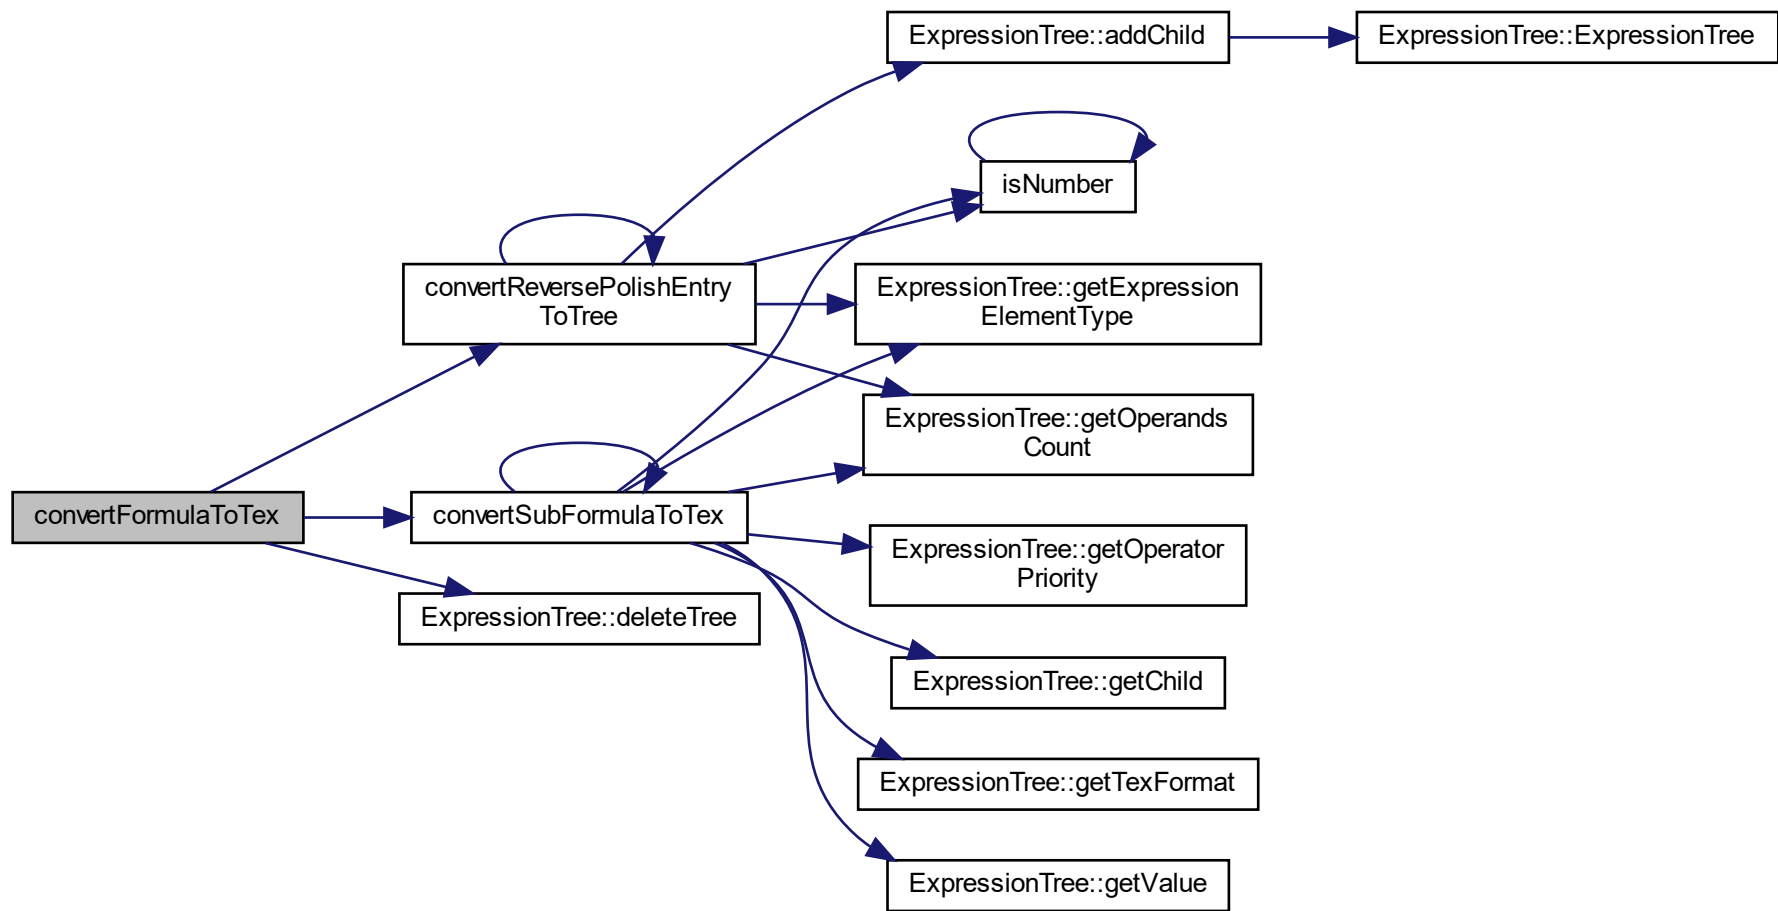 ExpressionTree::addChild
ExpressionTree::ExpressionTree
isNumber
convertReversePolishEntry
ToTree
ExpressionTree::getExpression
ElementType
ExpressionTree::getOperands
Count
convertFormulaToTex
convertSubFormulaToTex
ExpressionTree::getOperator
Priority
ExpressionTree::deleteTree
ExpressionTree::getChild
ExpressionTree::getTexFormat
ExpressionTree::getValue